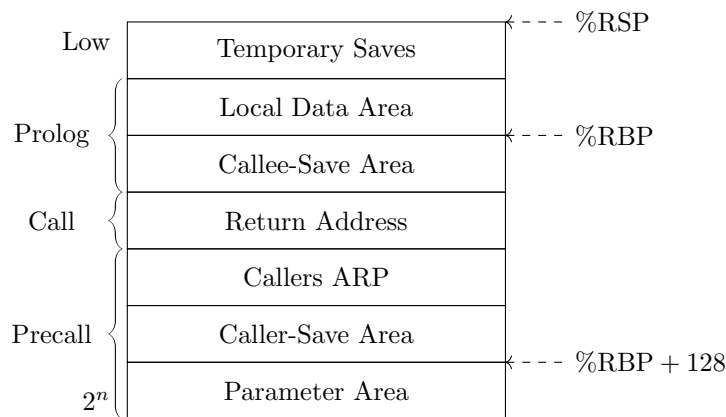 %RSP
Low
Temporary Saves
Local Data Area
Prolog
%RBP
Callee-Save Area
Call
Return Address
Callers ARP
Precall
Caller-Save Area
%RBP + 128
2ⁿ
Parameter Area